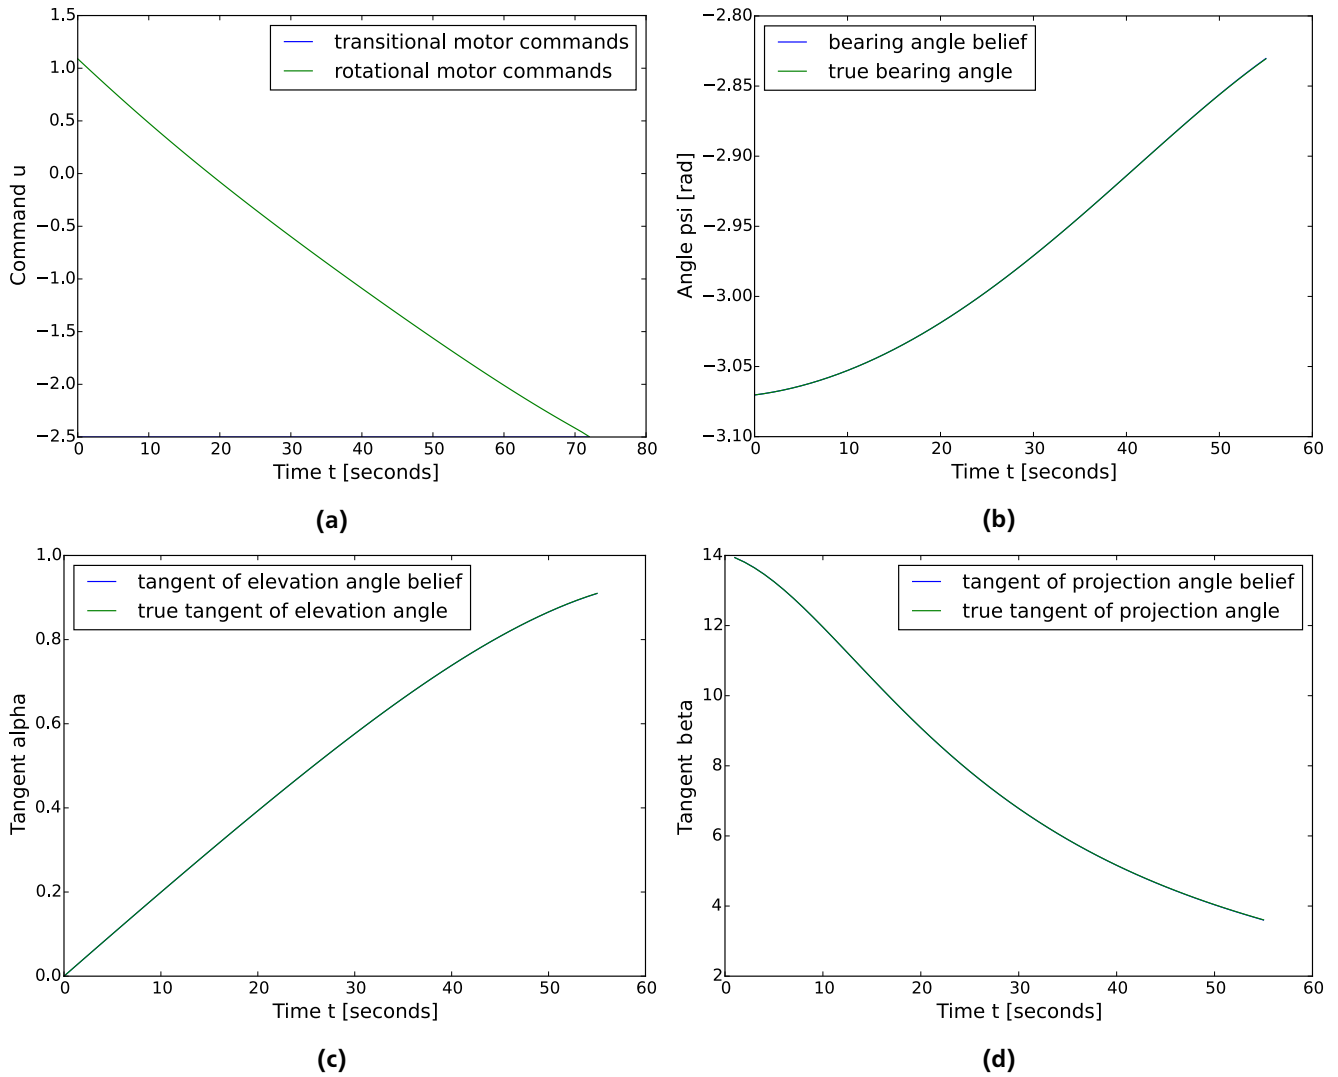 1.5
1.0
0.5
0.0
−0.5
−1.0
−1.5
−2.0
−2.5
Command u
transitional motor commands
rotational motor commands
0 10 20 30 40 50 60 70 80
Time t [seconds]
(a)
−2.80
−2.85
−2.90
−2.95
−3.00
−3.05
−3.10
Angle psi [rad]
bearing angle belief
true bearing angle
0 10 20 30 40 50 60
Time t [seconds]
(b)
1.0
0.8
0.6
0.4
0.2
0.0
Tangent alpha
tangent of elevation angle belief
true tangent of elevation angle
0 10 20 30 40 50 60
Time t [seconds]
(c)
14
12
10
8
6
4
2
Tangent beta
tangent of projection angle belief
true tangent of projection angle
0 10 20 30 40 50 60
Time t [seconds]
(d)